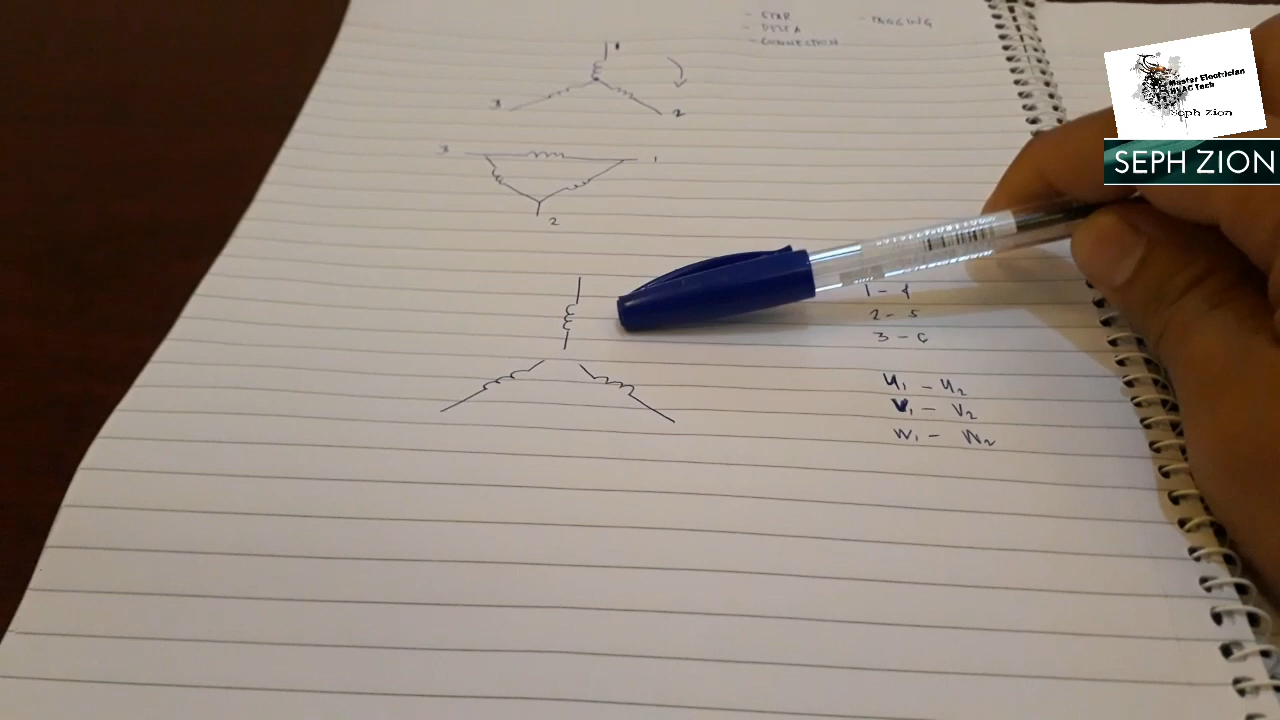 - STAR - TAGGING
- DELTA
- CONNECTION
1
3 2
3 1
2
1 - 4
2 - 5
3 - 6
U1 - U2
V1 - V2
W1 - W2
Master Electrician
HVAC Tech
Seph Zion
SEPH ZION